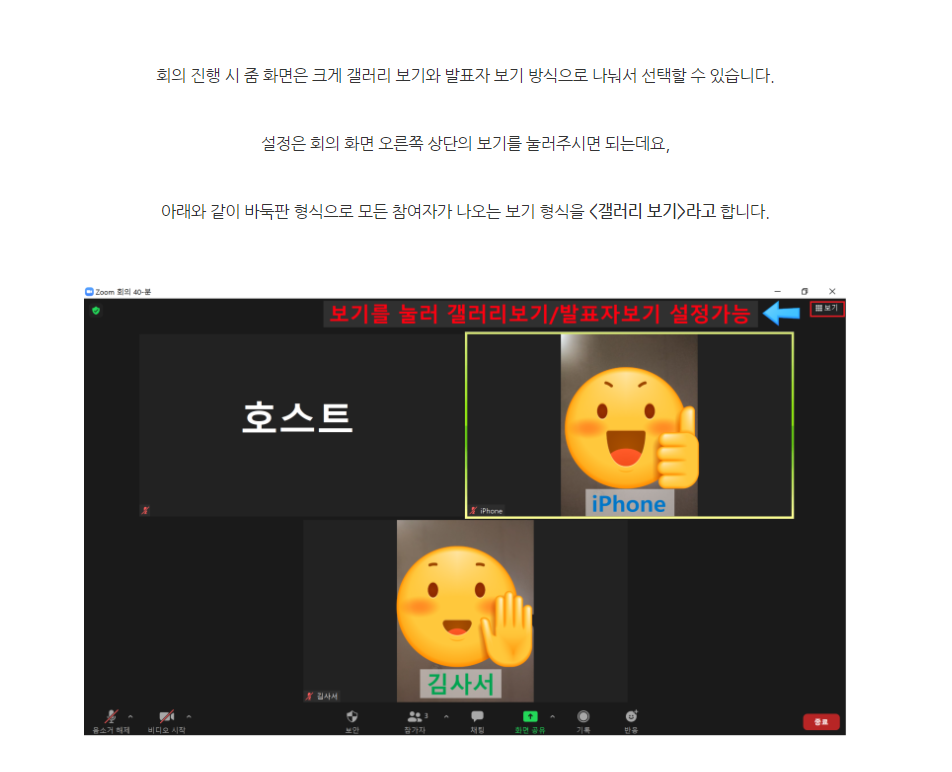 회의 진행 시 줌 화면은 크게 갤러리 보기와 발표자 보기 방식으로 나눠서 선택할 수 있습니다.
설정은 회의 화면 오른쪽 상단의 보기를 눌러주시면 되는데요,
아래와 같이 바둑판 형식으로 모든 참여자가 나오는 보기 형식을 <갤러리 보기>라고 합니다.
Zoom 회의 40-분
보기를 눌러 갤러리보기/발표자보기 설정가능
보기
호스트
iPhone
iPhone
김사서
김사서
음소거 해제
비디오 시작
보안
3
참가자
채팅
화면 공유
기록
반응
종료